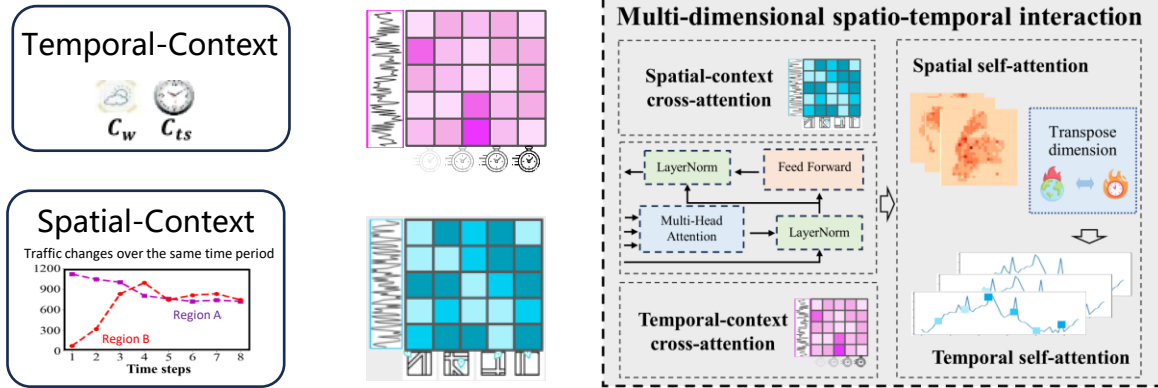 Temporal-Context
C_w C_ts
Spatial-Context
Traffic changes over the same time period
1200
900
600
300
0
Region A
Region B
1 2 3 4 5 6 7 8
Time steps
Multi-dimensional spatio-temporal interaction
Spatial-context
cross-attention
LayerNorm
Feed Forward
Multi-Head
Attention
LayerNorm
Temporal-context
cross-attention
Spatial self-attention
Transpose
dimension
Temporal self-attention